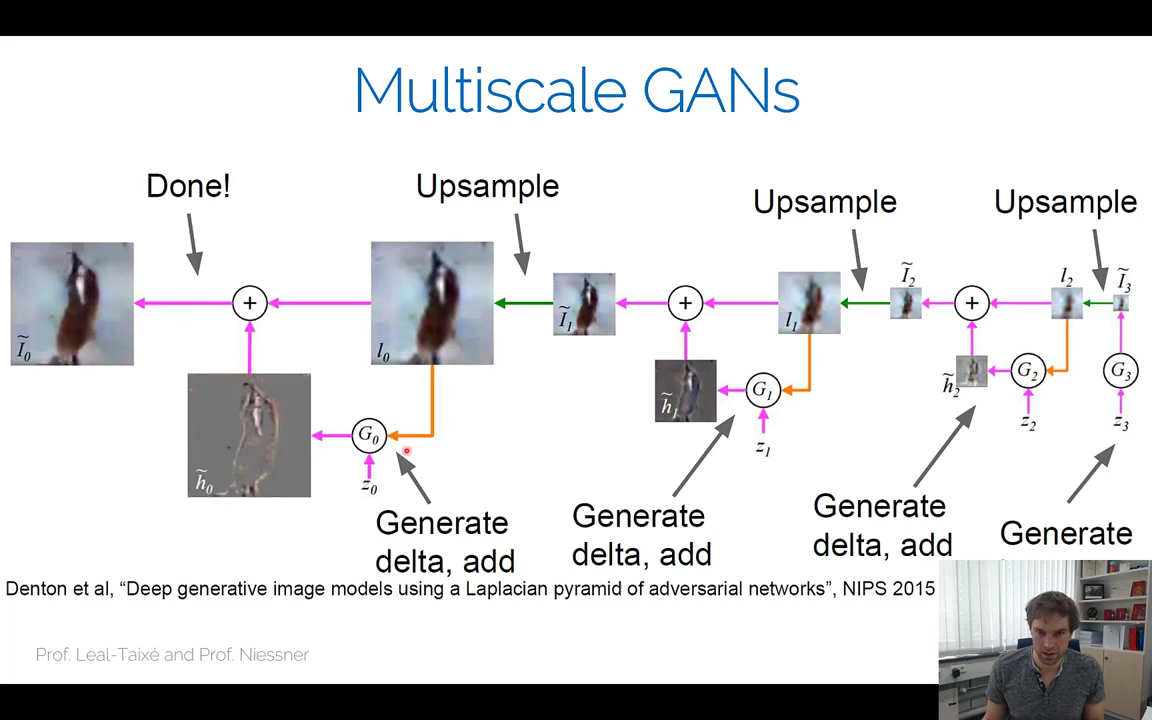 Multiscale GANs
Done!
Upsample
Upsample
Upsample
Ĩ₀
+
l₀
Ĩ₁
+
l₁
Ĩ₂
+
l₂
Ĩ₃
h̃₀
G₀
z₀
h̃₁
G₁
z₁
h̃₂
G₂
z₂
G₃
z₃
Generate
delta, add
Generate
delta, add
Generate
delta, add
Generate
Denton et al, “Deep generative image models using a Laplacian pyramid of adversarial networks”, NIPS 2015
Prof. Leal-Taixé and Prof. Niessner